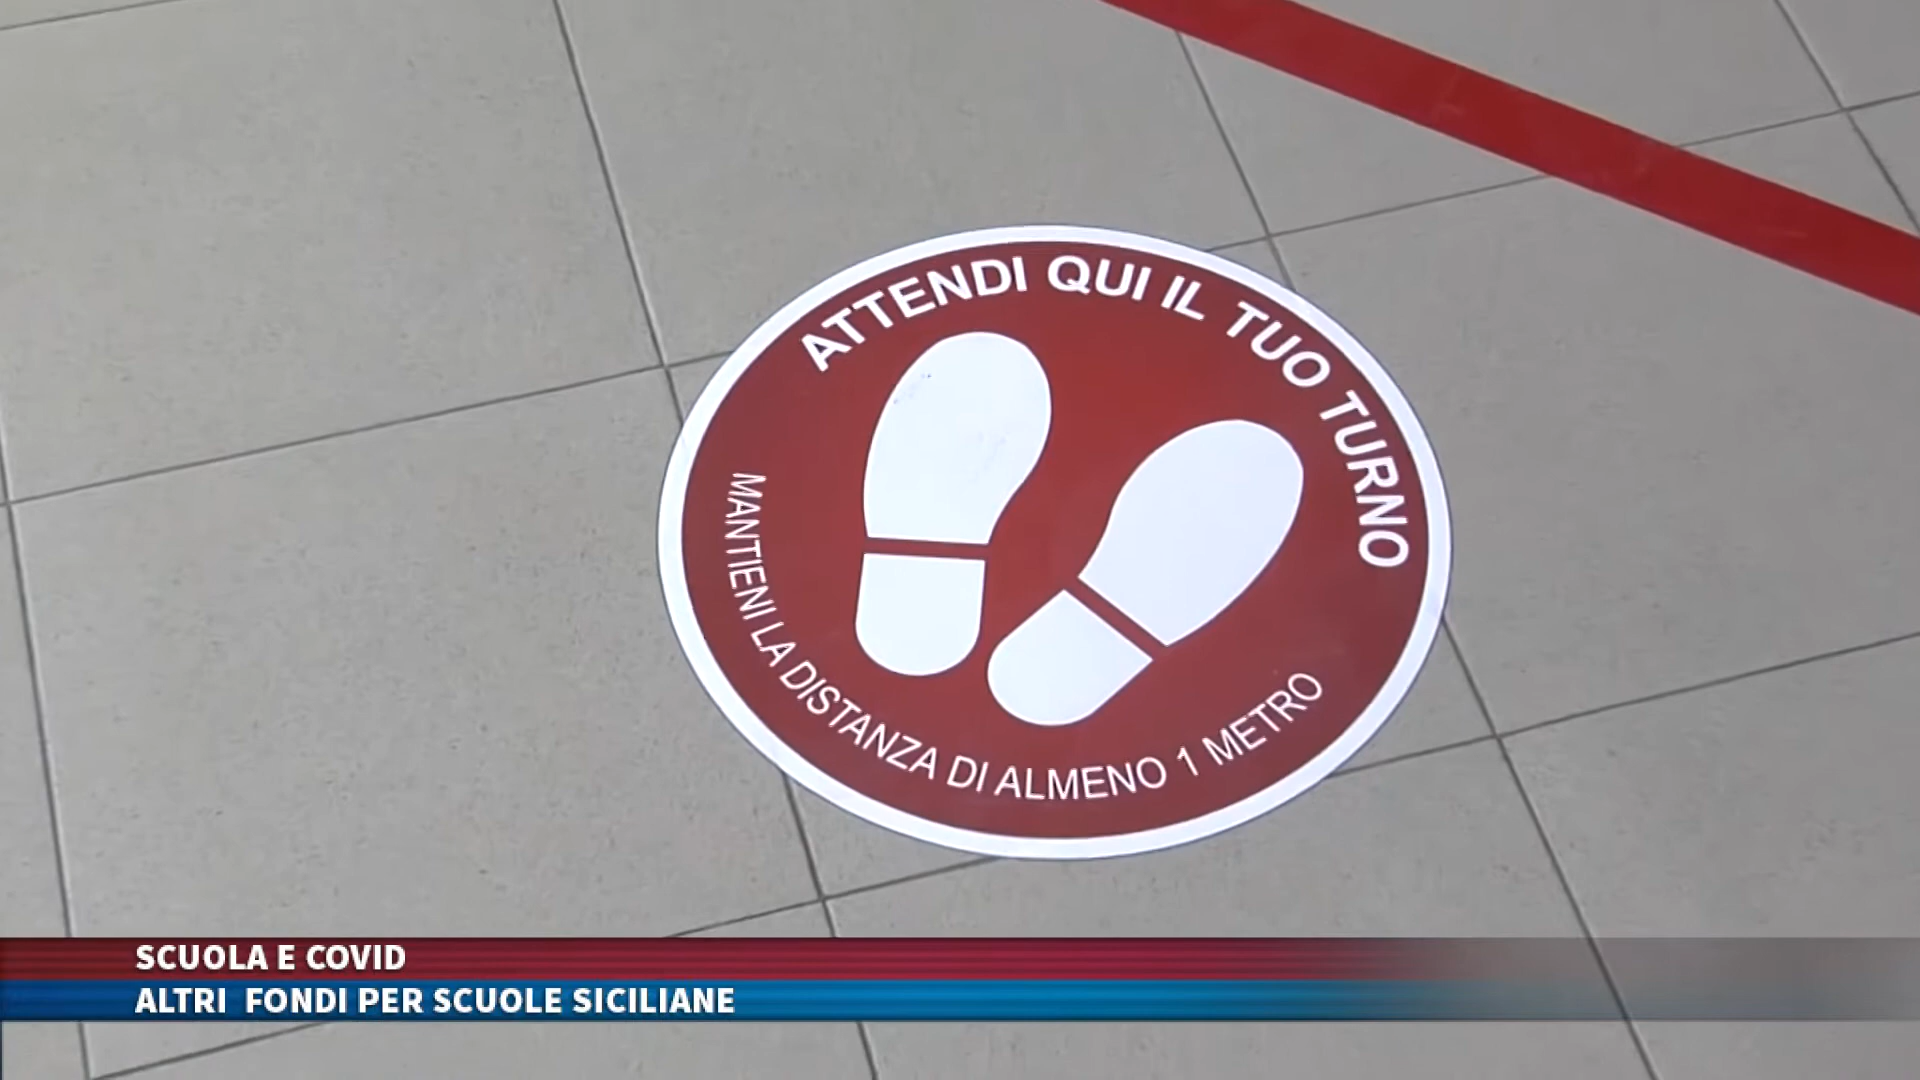 ATTENDI QUI IL TUO TURNO
MANTIENI LA DISTANZA DI ALMENO 1 METRO
SCUOLA E COVID
ALTRI FONDI PER SCUOLE SICILIANE